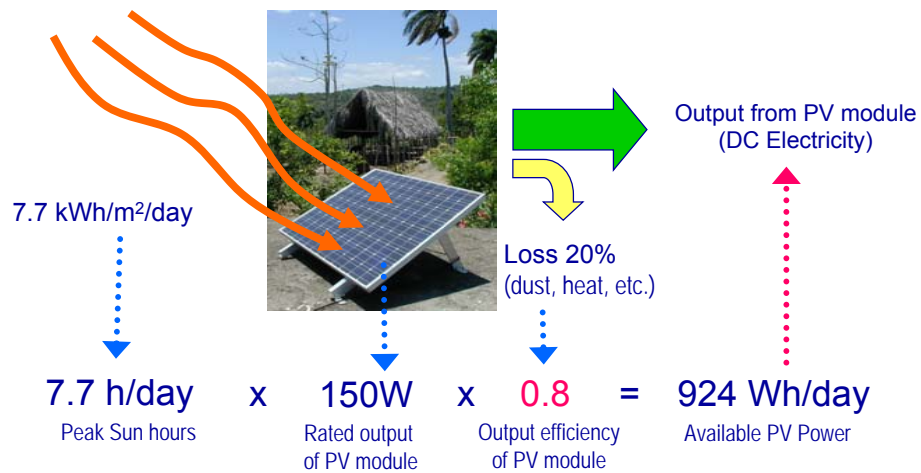 Output from PV module
(DC Electricity)
7.7 kWh/m²/day
Loss 20%
(dust, heat, etc.)
7.7 h/day x 150W x 0.8 = 924 Wh/day
Peak Sun hours
Rated output
of PV module
Output efficiency
of PV module
Available PV Power